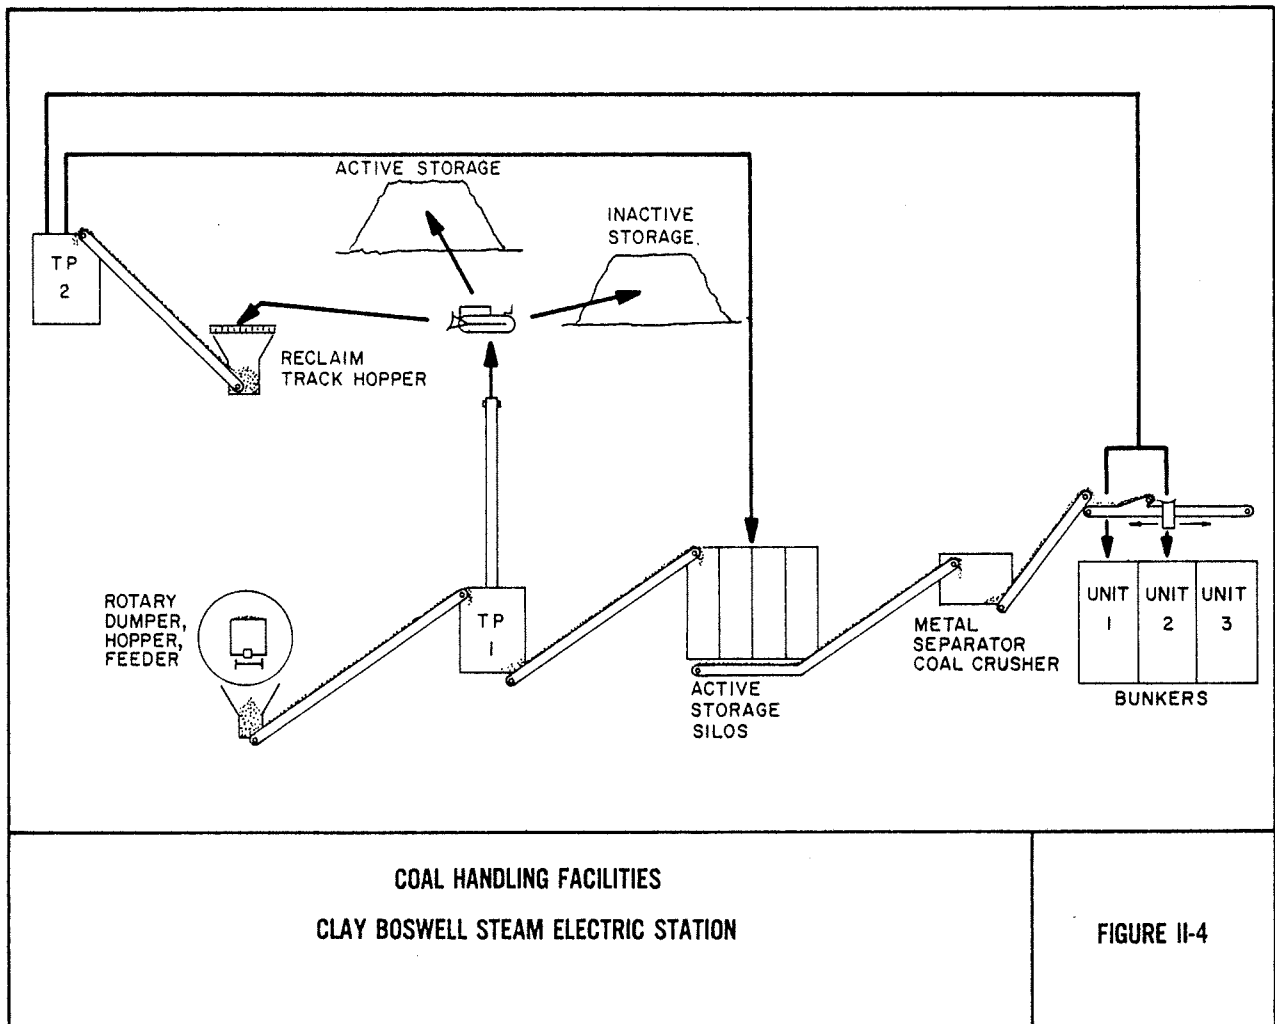 ACTIVE STORAGE
INACTIVE
STORAGE
TP
2
RECLAIM
TRACK HOPPER
ROTARY
DUMPER,
HOPPER,
FEEDER
TP
1
ACTIVE
STORAGE
SILOS
METAL
SEPARATOR
COAL CRUSHER
UNIT UNIT UNIT
1 2 3
BUNKERS
COAL HANDLING FACILITIES
CLAY BOSWELL STEAM ELECTRIC STATION
FIGURE II-4